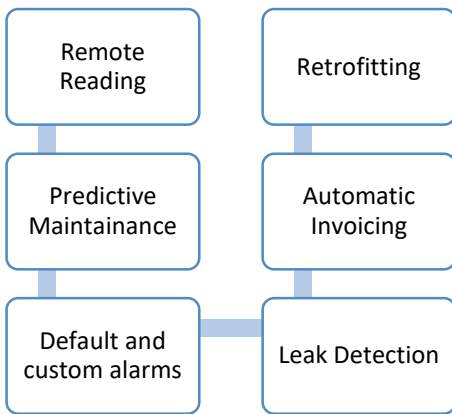 Remote
Reading
Predictive
Maintainance
Default and
custom alarms
Leak Detection
Automatic
Invoicing
Retrofitting